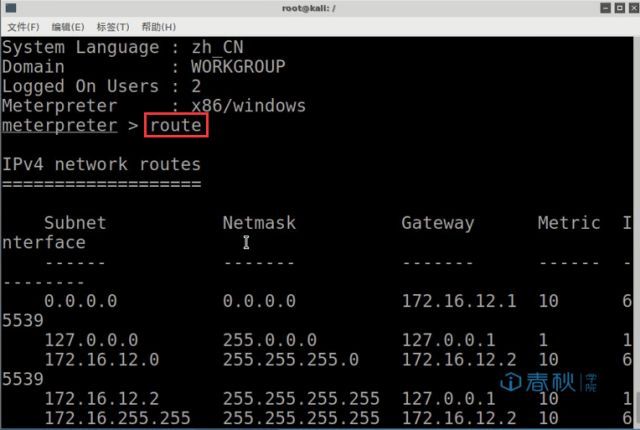 root@kali: /
文件(F) 编辑(E) 标签(T) 帮助(H)
System Language : zh_CN
Domain : WORKGROUP
Logged On Users : 2
Meterpreter : x86/windows
meterpreter > route
IPv4 network routes
===================
Subnet Netmask Gateway Metric I
nterface
------ ------- ------- ------ -
--------
0.0.0.0 0.0.0.0 172.16.12.1 10 6
5539
127.0.0.0 255.0.0.0 127.0.0.1 1 1
172.16.12.0 255.255.255.0 172.16.12.2 10 6
5539
172.16.12.2 255.255.255.255 127.0.0.1 10 1
172.16.255.255 255.255.255.255 172.16.12.2 10 6
i春秋 学院